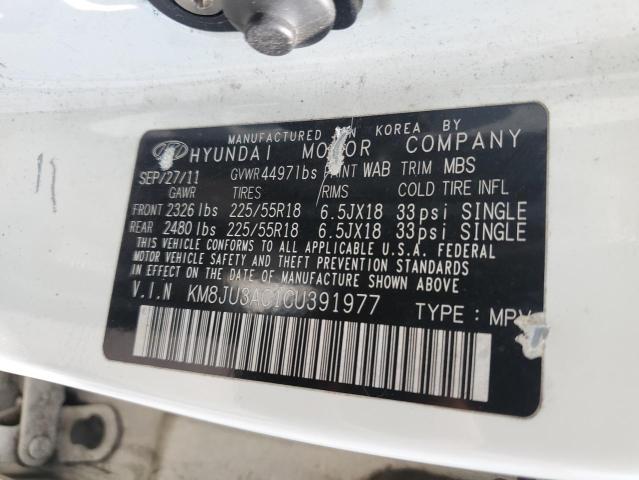 MANUFACTURED IN KOREA BY
HYUNDAI MOTOR COMPANY
SEP/27/11 GVWR 4497lbs PAINT WAB TRIM MBS
GAWR TIRES RIMS COLD TIRE INFL
FRONT 2326lbs 225/55R18 6.5JX18 33psi SINGLE
REAR 2480lbs 225/55R18 6.5JX18 33psi SINGLE
THIS VEHICLE CONFORMS TO ALL APPLICABLE U.S.A. FEDERAL
MOTOR VEHICLE SAFETY AND THEFT PREVENTION STANDARDS
IN EFFECT ON THE DATE OF MANUFACTURE SHOWN ABOVE.
V.I.N KM8JU3AC1CU391977 TYPE : MPV